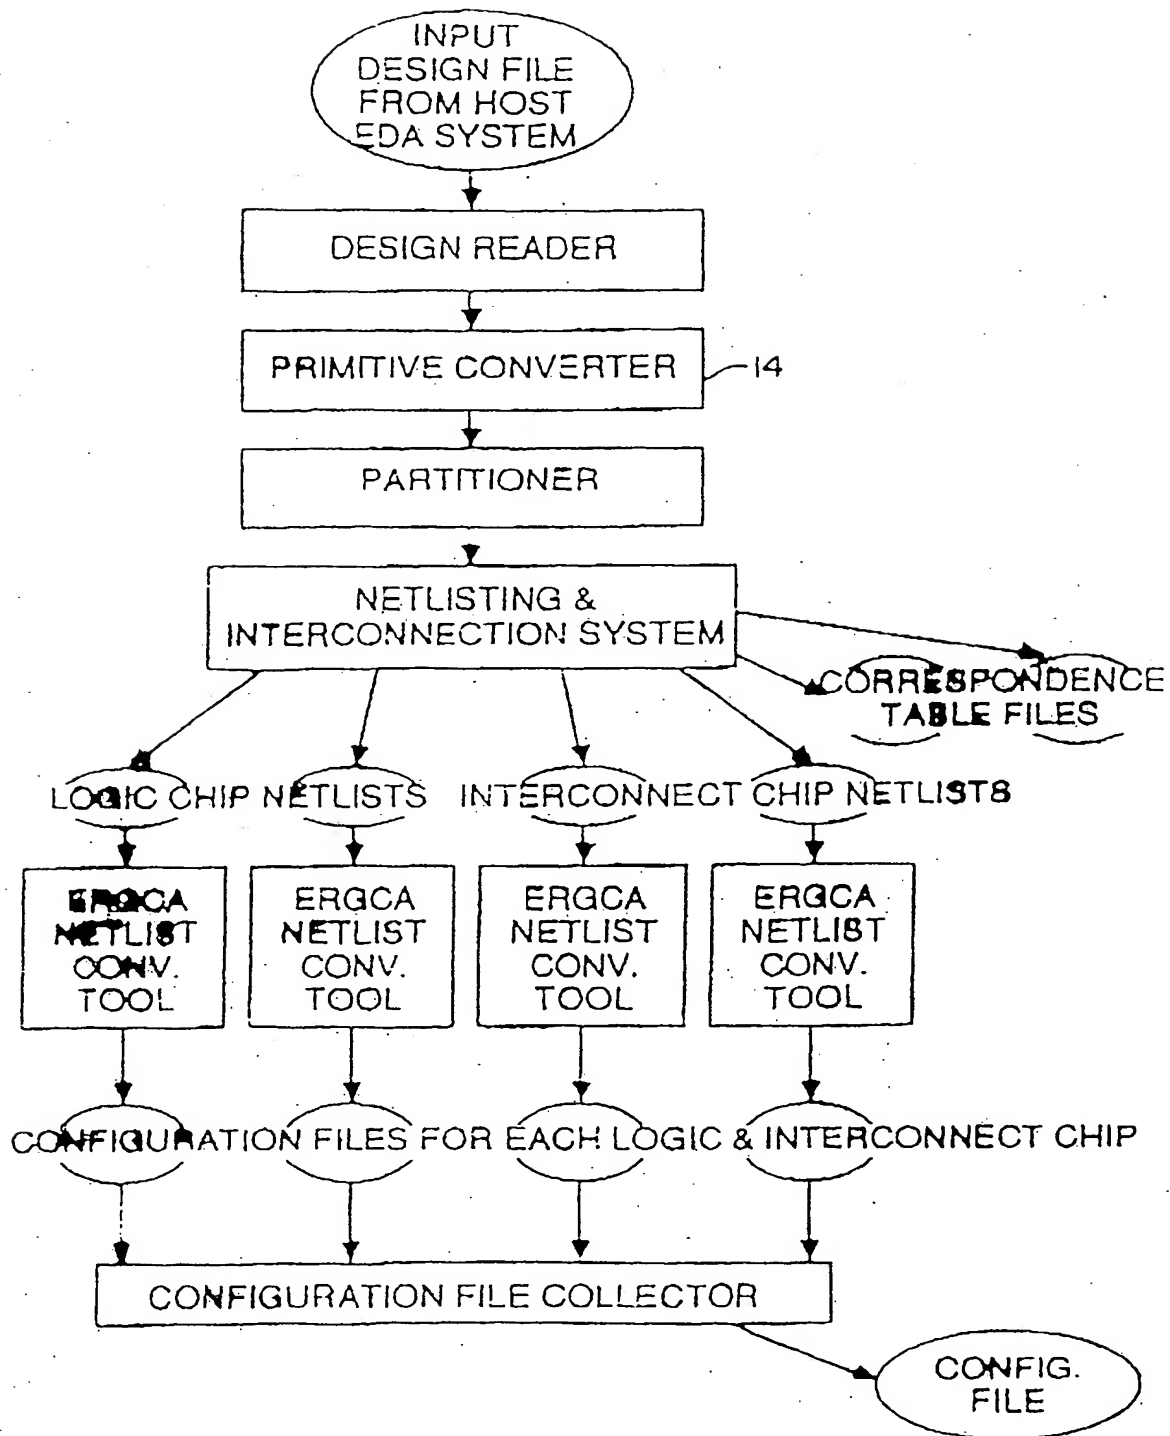 INPUT
DESIGN FILE
FROM HOST
EDA SYSTEM
DESIGN READER
PRIMITIVE CONVERTER
14
PARTITIONER
NETLISTING &
INTERCONNECTION SYSTEM
CORRESPONDENCE
TABLE FILES
LOGIC CHIP NETLISTS
INTERCONNECT CHIP NETLISTS
ERGCA
NETLIST
CONV.
TOOL
ERGCA
NETLIST
CONV.
TOOL
ERGCA
NETLIST
CONV.
TOOL
ERGCA
NETLIST
CONV.
TOOL
CONFIGURATION FILES FOR EACH LOGIC & INTERCONNECT CHIP
CONFIGURATION FILE COLLECTOR
CONFIG.
FILE